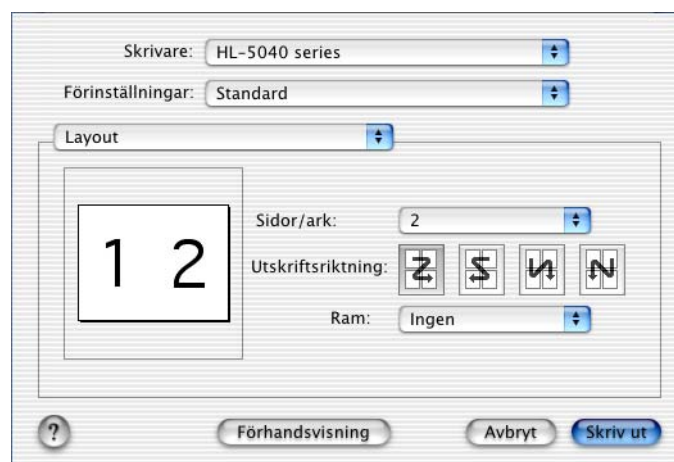 Skrivare: HL-5040 series
Förinställningar: Standard
Layout
Sidor/ark: 2
1 2
Utskriftsriktning:
Ram: Ingen
? Förhandsvisning Avbryt Skriv ut